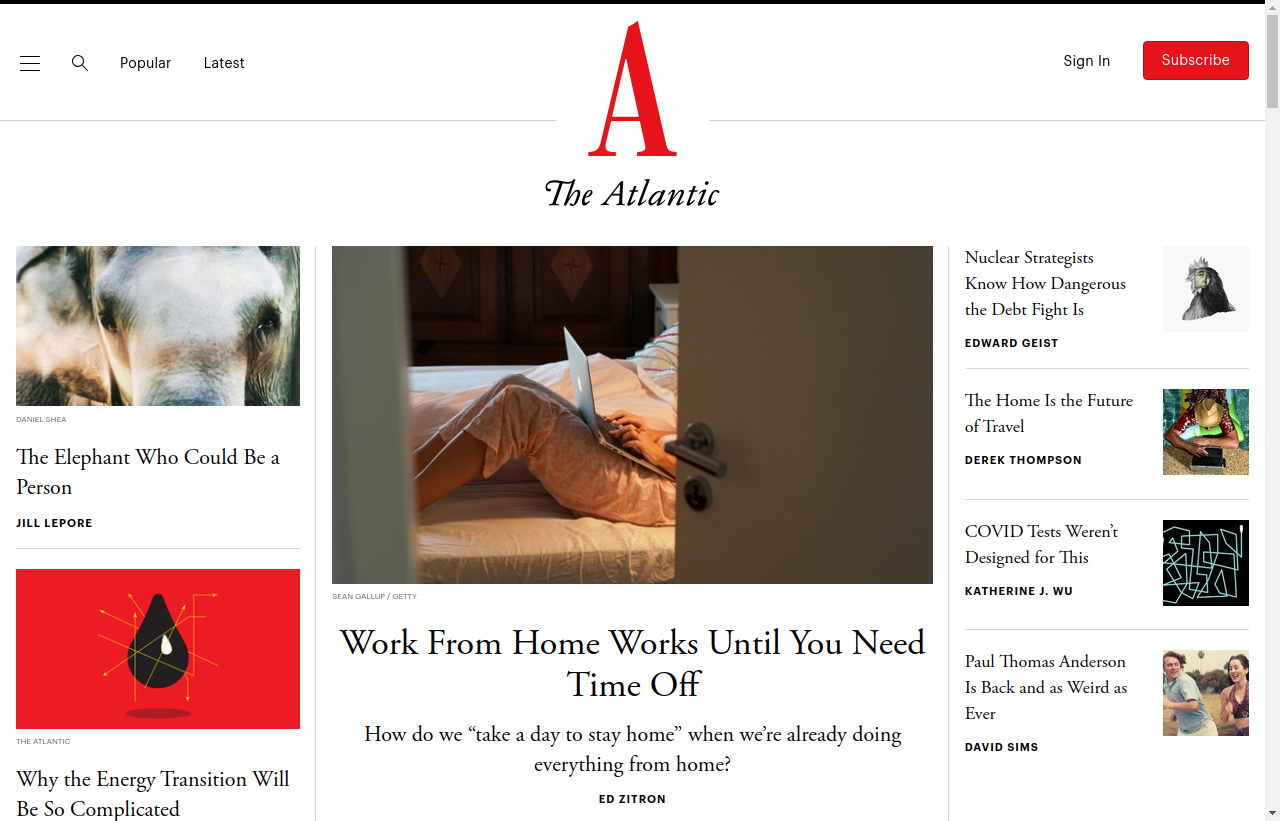 Popular
Latest
A
Sign In
Subscribe
The Atlantic
DANIEL SHEA
The Elephant Who Could Be a
Person
JILL LEPORE
THE ATLANTIC
Why the Energy Transition Will
Be So Complicated
SEAN GALLUP / GETTY
Work From Home Works Until You Need
Time Off
How do we “take a day to stay home” when we’re already doing
everything from home?
ED ZITRON
Nuclear Strategists
Know How Dangerous
the Debt Fight Is
EDWARD GEIST
The Home Is the Future
of Travel
DEREK THOMPSON
COVID Tests Weren’t
Designed for This
KATHERINE J. WU
Paul Thomas Anderson
Is Back and as Weird as
Ever
DAVID SIMS